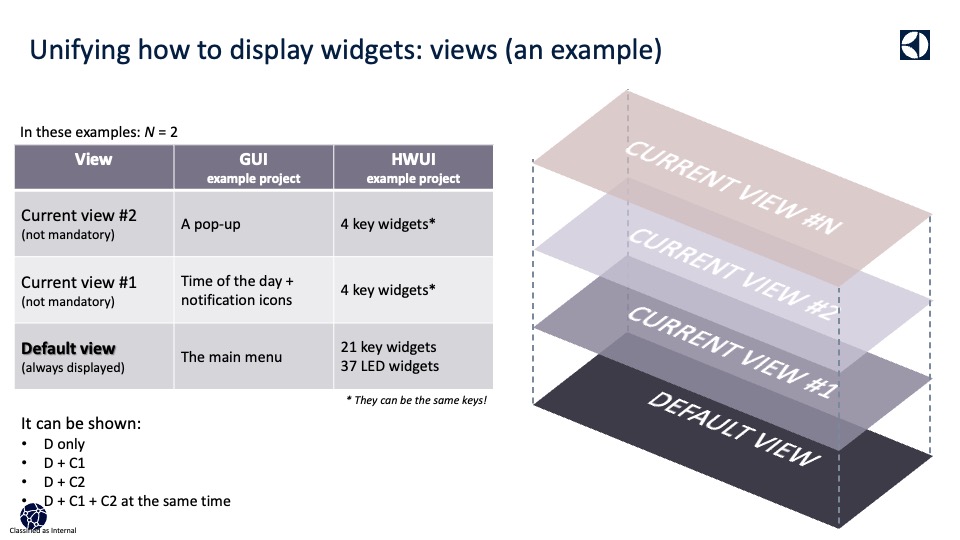 Unifying how to display widgets: views (an example)
In these examples: N = 2
View
GUI
example project
HWUI
example project
Current view #2
(not mandatory)
A pop-up
4 key widgets*
Current view #1
(not mandatory)
Time of the day +
notification icons
4 key widgets*
Default view
(always displayed)
The main menu
21 key widgets
37 LED widgets
* They can be the same keys!
It can be shown:
• D only
• D + C1
• D + C2
• D + C1 + C2 at the same time
Classified as Internal
CURRENT VIEW #N
CURRENT VIEW #2
CURRENT VIEW #1
DEFAULT VIEW